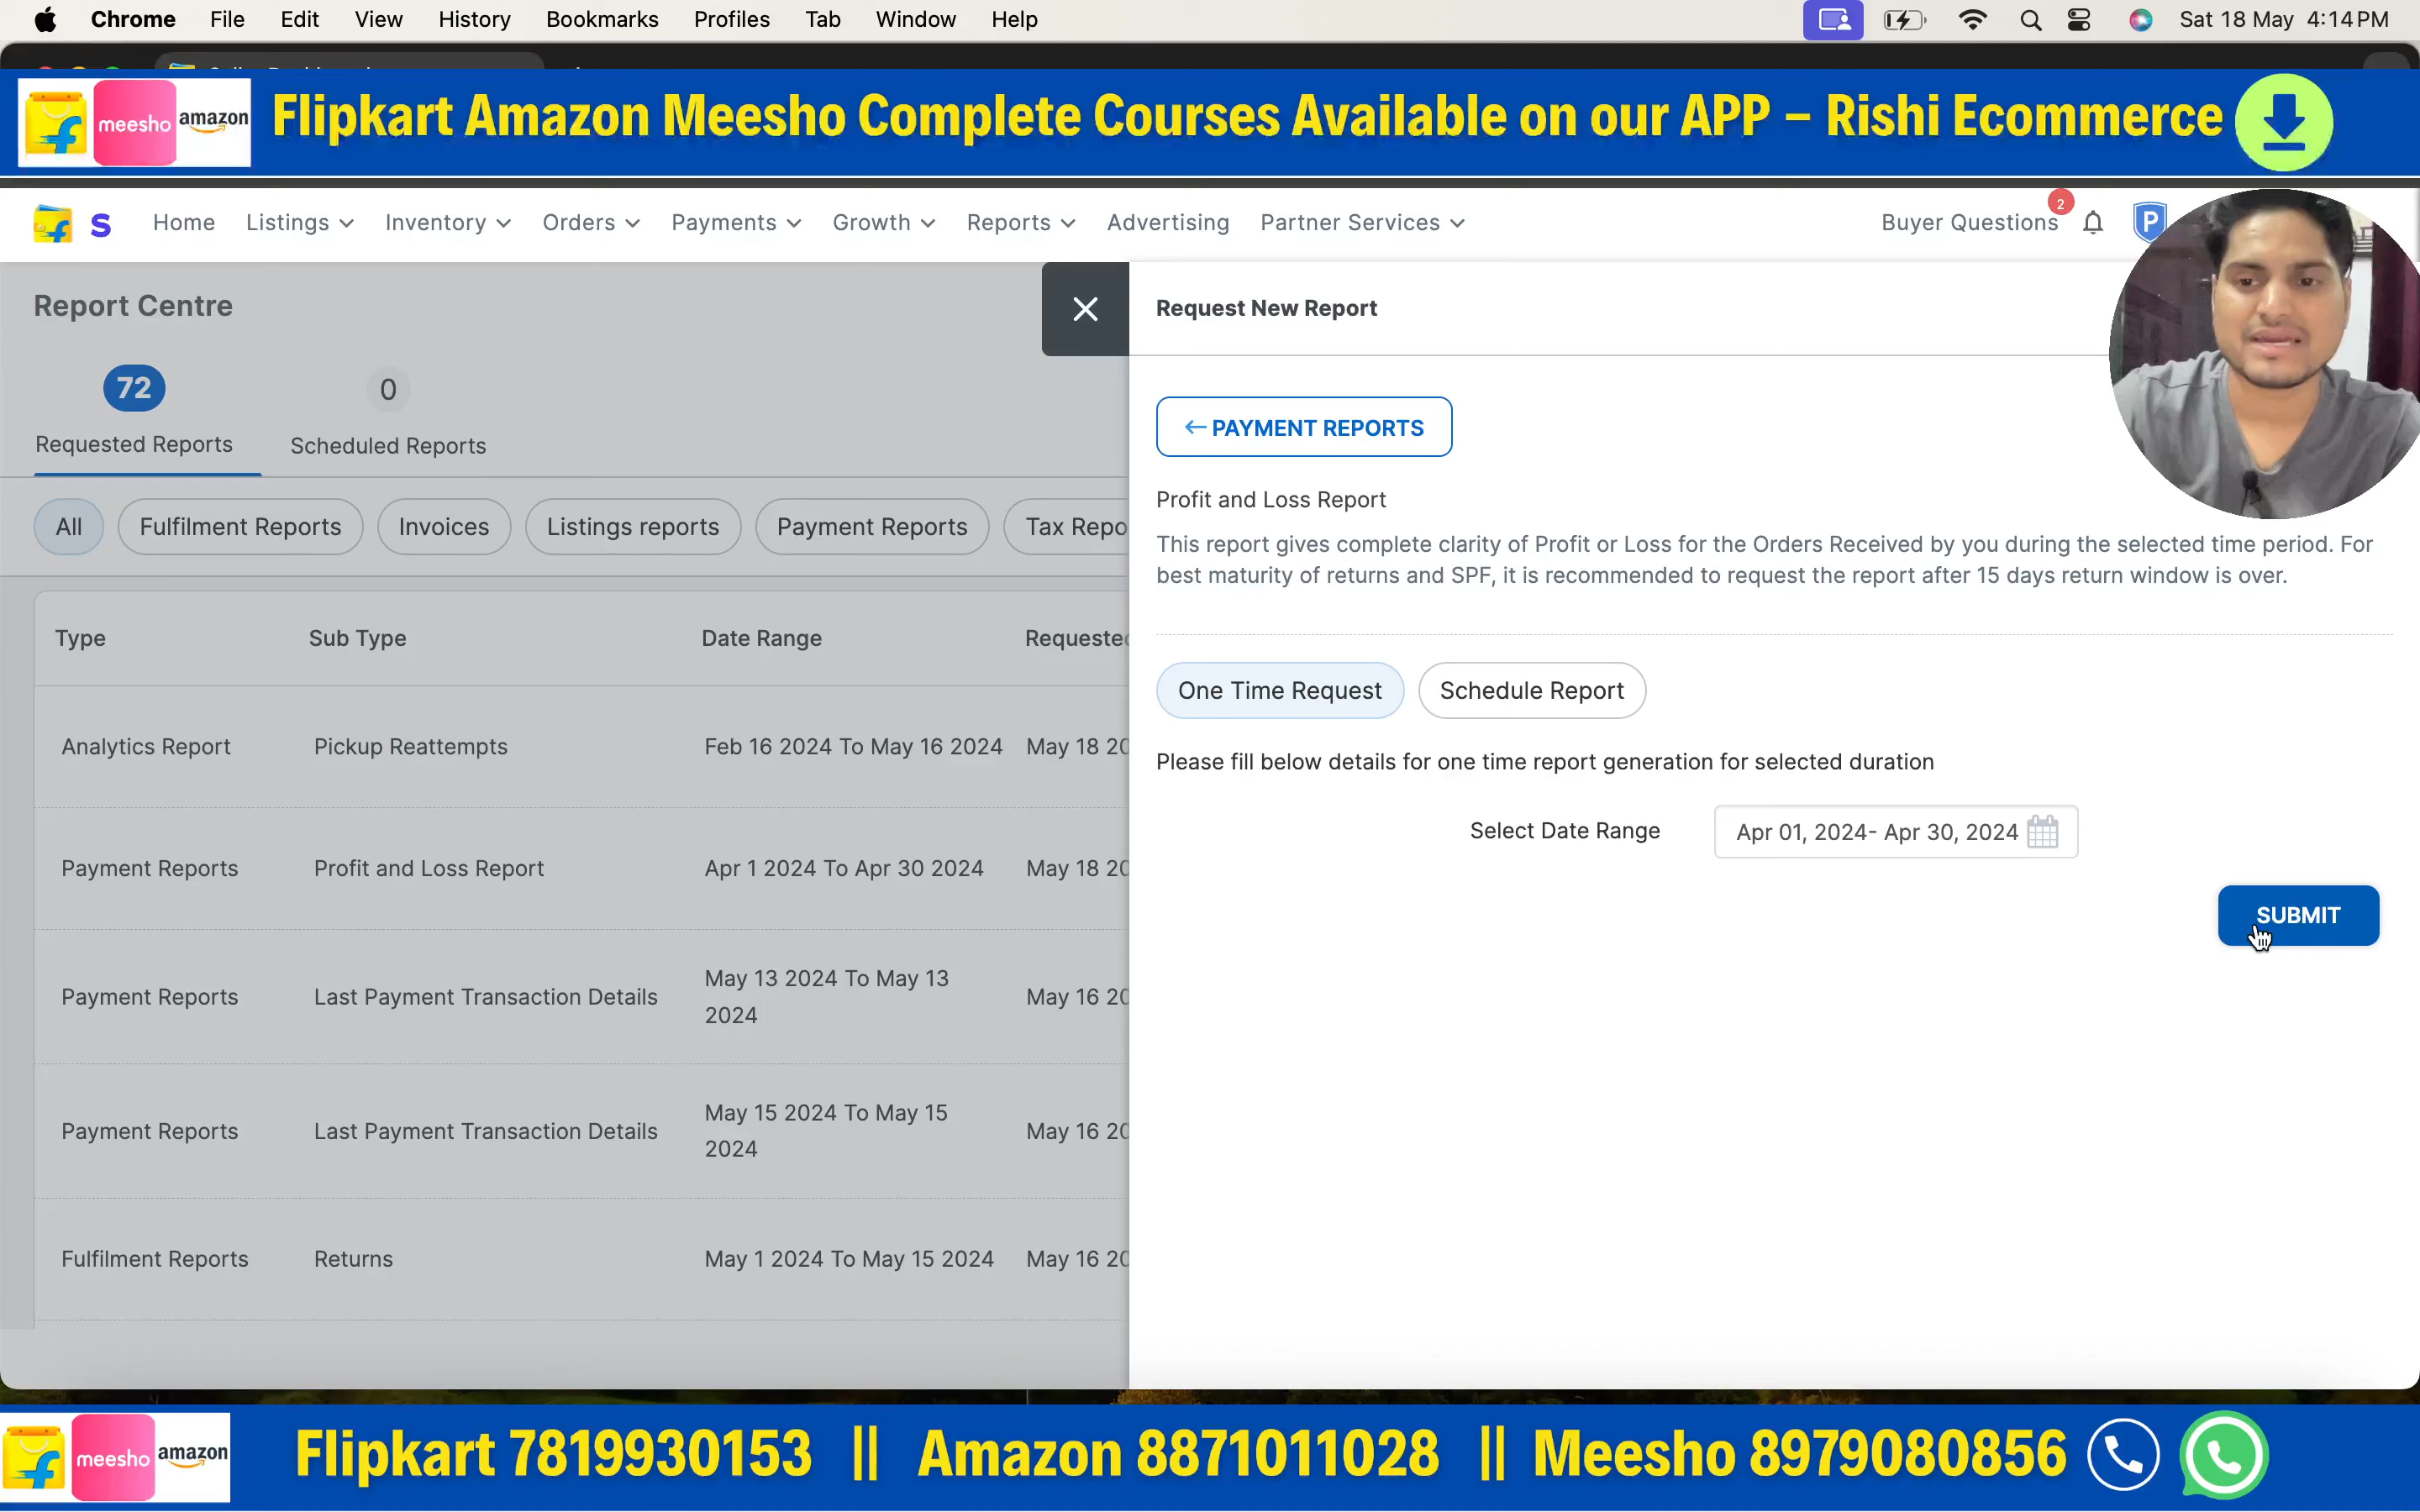 Chrome File Edit View History Bookmarks Profiles Tab Window Help Sat 18 May 4:14 PM
meesho amazon Flipkart Amazon Meesho Complete Courses Available on our APP – Rishi Ecommerce
Home Listings Inventory Orders Payments Growth Reports Advertising Partner Services Buyer Questions 2 P
Report Centre
72 0
Requested Reports Scheduled Reports
All Fulfilment Reports Invoices Listings reports Payment Reports Tax Repo
Type Sub Type Date Range Requested
Analytics Report Pickup Reattempts Feb 16 2024 To May 16 2024 May 18 20
Payment Reports Profit and Loss Report Apr 1 2024 To Apr 30 2024 May 18 20
Payment Reports Last Payment Transaction Details May 13 2024 To May 13 May 16 20
2024
Payment Reports Last Payment Transaction Details May 15 2024 To May 15 May 16 20
2024
Fulfilment Reports Returns May 1 2024 To May 15 2024 May 16 20
Request New Report
← PAYMENT REPORTS
Profit and Loss Report
This report gives complete clarity of Profit or Loss for the Orders Received by you during the selected time period. For
best maturity of returns and SPF, it is recommended to request the report after 15 days return window is over.
One Time Request Schedule Report
Please fill below details for one time report generation for selected duration
Select Date Range Apr 01, 2024- Apr 30, 2024
SUBMIT
meesho amazon Flipkart 7819930153 || Amazon 8871011028 || Meesho 8979080856